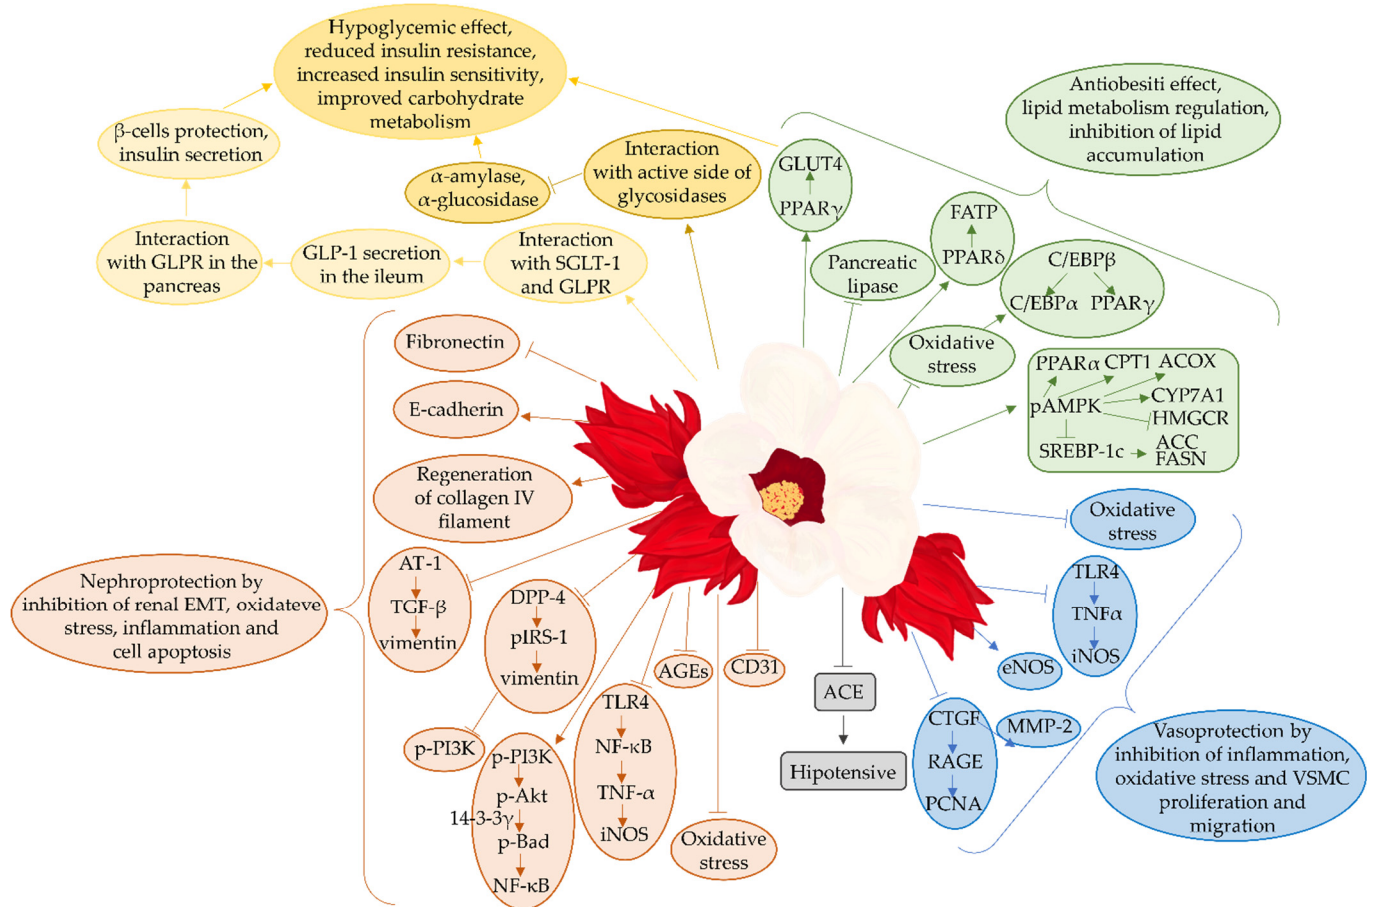 Hypoglycemic effect,
reduced insulin resistance,
increased insulin sensitivity,
improved carbohydrate
metabolism
β-cells protection,
insulin secretion
α-amylase,
α-glucosidase
Interaction
with active side of
glycosidases
Interaction
with GLPR in the
pancreas
GLP-1 secretion
in the ileum
Interaction
with SGLT-1
and GLPR
Antiobesiti effect,
lipid metabolism regulation,
inhibition of lipid
accumulation
GLUT4
PPARγ
Pancreatic
lipase
FATP
PPARδ
C/EBPβ
C/EBPα PPARγ
Oxidative
stress
PPARα CPT1 ACOX
pAMPK
CYP7A1
HMGCR
SREBP-1c
ACC
FASN
Fibronectin
E-cadherin
Regeneration
of collagen IV
filament
AT-1
TGF-β
vimentin
Nephroprotection by
inhibition of renal EMT, oxidateve
stress, inflammation and
cell apoptosis
DPP-4
pIRS-1
vimentin
p-PI3K
p-PI3K
p-Akt
14-3-3γ
p-Bad
NF-κB
TLR4
NF-κB
TNF-α
iNOS
AGEs
CD31
Oxidative
stress
ACE
Hipotensive
Oxidative
stress
TLR4
TNFα
iNOS
eNOS
CTGF
RAGE
PCNA
MMP-2
Vasoprotection by
inhibition of inflammation,
oxidative stress and VSMC
proliferation and
migration